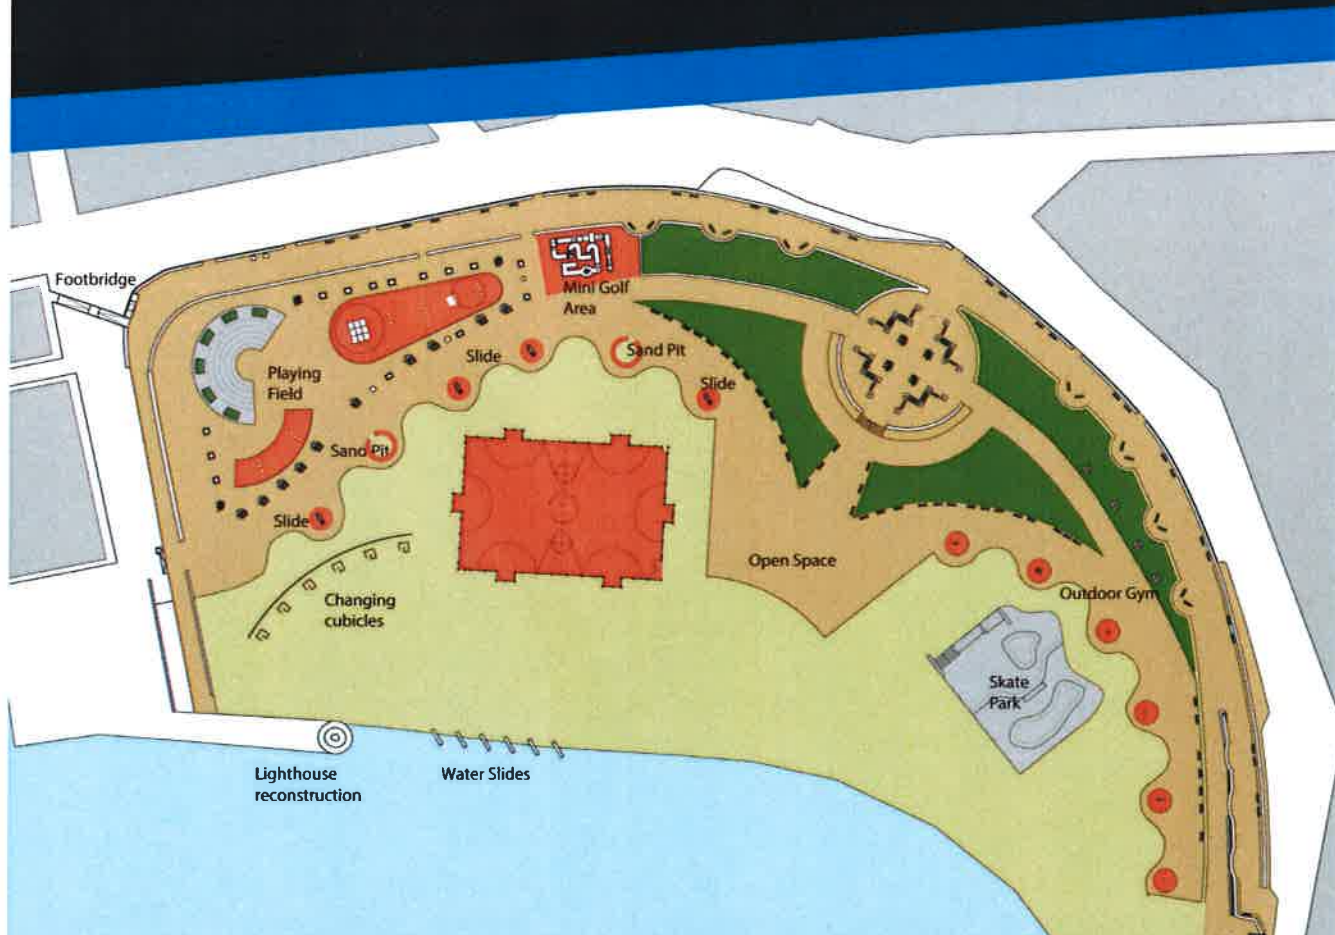 Footbridge
Mini Golf
Area
Slide
Sand Pit
Playing
Field
Slide
Sand Pit
Slide
Open Space
Changing
cubicles
Outdoor Gym
Skate
Park
Lighthouse
reconstruction
Water Slides